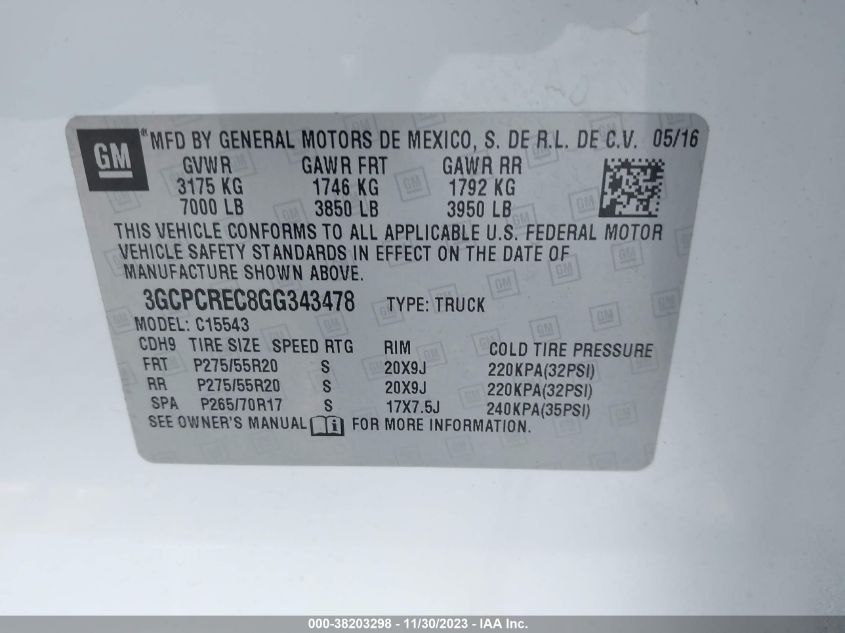 GM
® MFD BY GENERAL MOTORS DE MEXICO, S. DE R.L. DE C.V. 05/16
GVWR GAWR FRT GAWR RR
3175 KG 1746 KG 1792 KG
7000 LB 3850 LB 3950 LB
THIS VEHICLE CONFORMS TO ALL APPLICABLE U.S. FEDERAL MOTOR
VEHICLE SAFETY STANDARDS IN EFFECT ON THE DATE OF
MANUFACTURE SHOWN ABOVE.
3GCPCREC8GG343478 TYPE: TRUCK
MODEL: C15543
CDH9 TIRE SIZE SPEED RTG RIM COLD TIRE PRESSURE
FRT P275/55R20 S 20X9J 220KPA(32PSI)
RR P275/55R20 S 20X9J 220KPA(32PSI)
SPA P265/70R17 S 17X7.5J 240KPA(35PSI)
SEE OWNER'S MANUAL FOR MORE INFORMATION.
000-38203298 - 11/30/2023 - IAAI.com